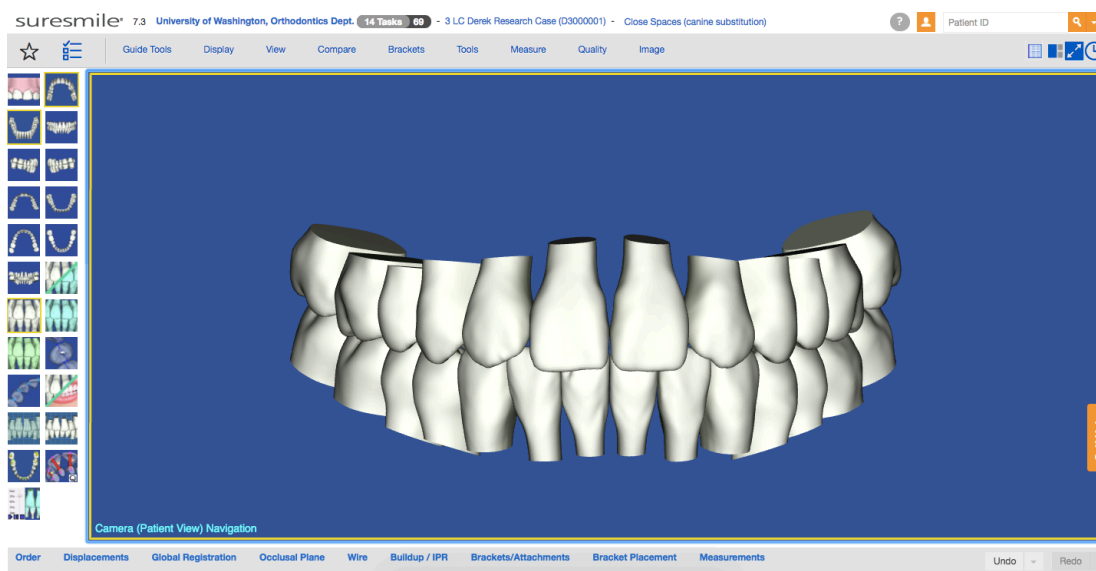 suresmile 7.3 University of Washington, Orthodontics Dept. 14 Tasks 69 - 3 LC Derek Research Case (D3000001) - Close Spaces (canine substitution) ? Patient ID
Guide Tools Display View Compare Brackets Tools Measure Quality Image
Camera (Patient View) Navigation
Order Displacements Global Registration Occlusal Plane Wire Buildup / IPR Brackets/Attachments Bracket Placement Measurements Undo Redo